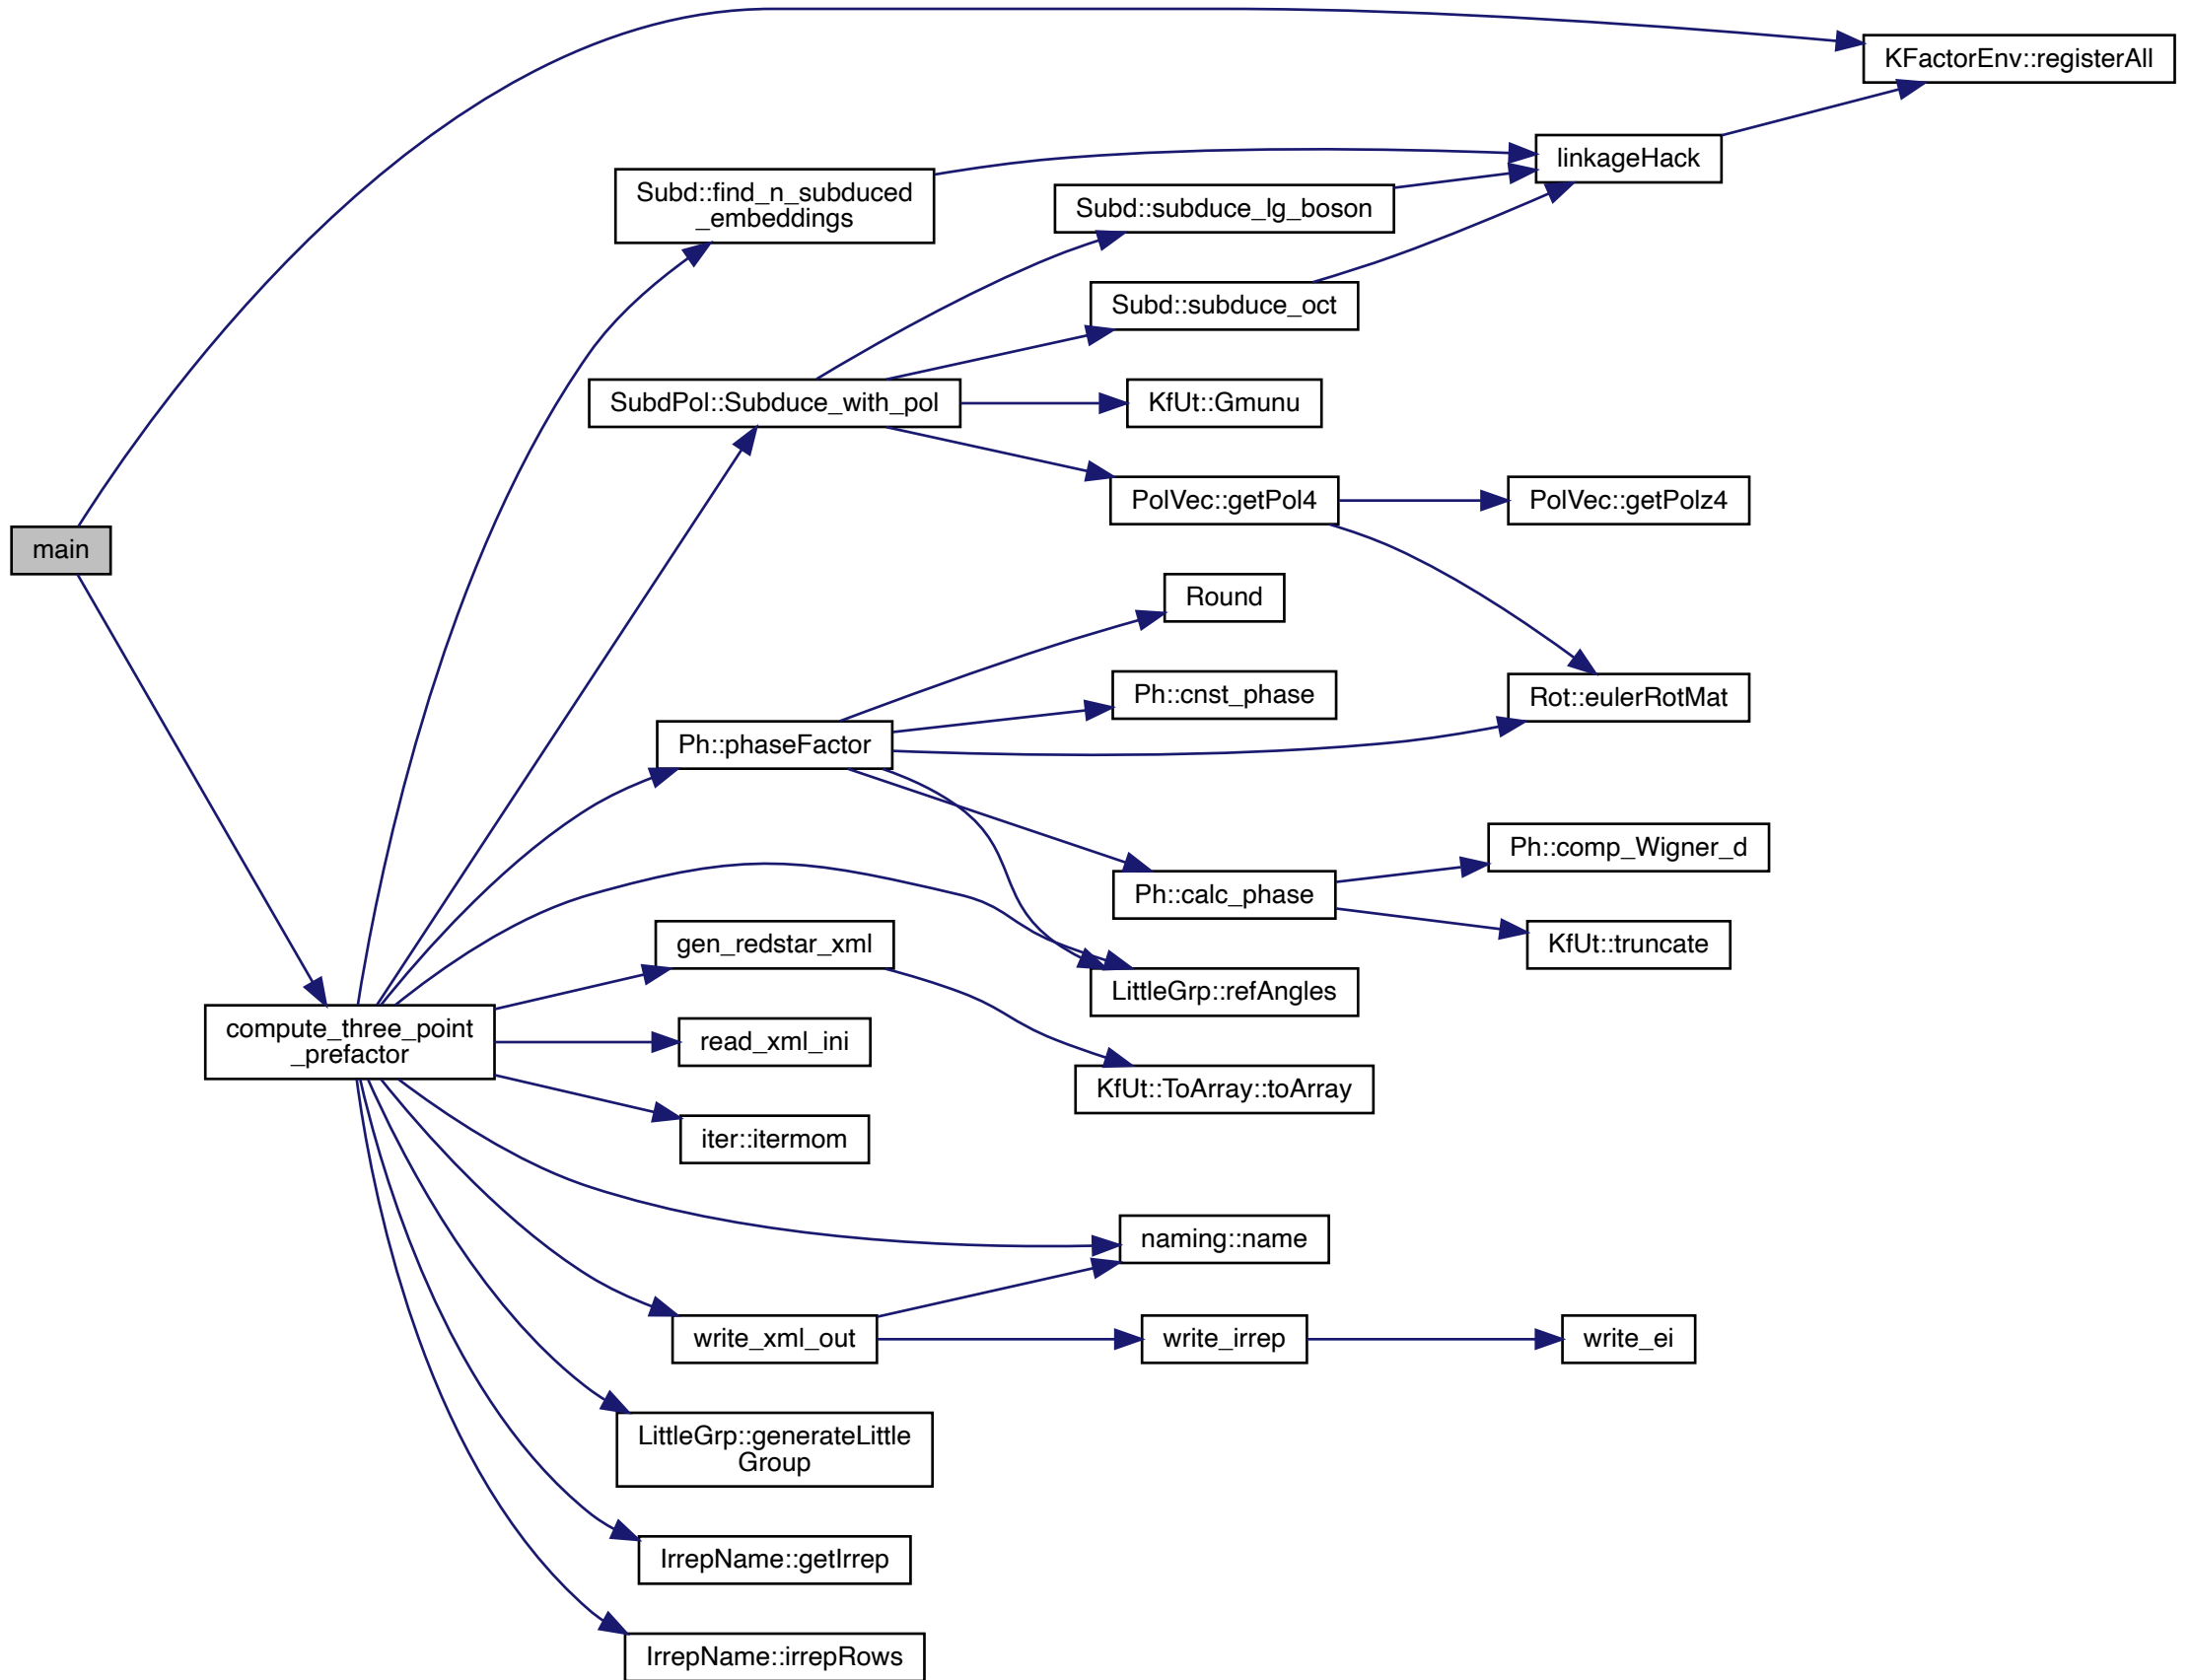 KFactorEnv::registerAll
linkageHack
Subd::find_n_subduced
_embeddings
Subd::subduce_lg_boson
Subd::subduce_oct
SubdPol::Subduce_with_pol
KfUt::Gmunu
PolVec::getPol4
PolVec::getPolz4
main
Round
Ph::cnst_phase
Rot::eulerRotMat
Ph::phaseFactor
Ph::comp_Wigner_d
Ph::calc_phase
KfUt::truncate
gen_redstar_xml
LittleGrp::refAngles
compute_three_point
_prefactor
read_xml_ini
KfUt::ToArray::toArray
iter::itermom
naming::name
write_xml_out
write_irrep
write_ei
LittleGrp::generateLittle
Group
IrrepName::getIrrep
IrrepName::irrepRows